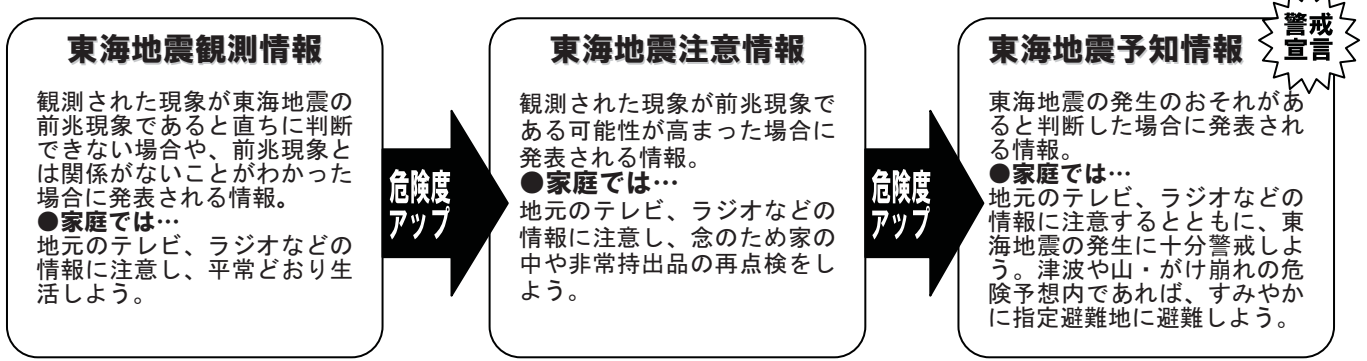 東海地震観測情報
観測された現象が東海地震の
前兆現象であると直ちに判断
できない場合や、前兆現象と
は関係がないことがわかった
場合に発表される情報。
●家庭では…
地元のテレビ、ラジオなどの
情報に注意し、平常どおり生
活しよう。
危険度
アップ
東海地震注意情報
観測された現象が前兆現象で
ある可能性が高まった場合に
発表される情報。
●家庭では…
地元のテレビ、ラジオなどの
情報に注意し、念のため家の
中や非常持出品の再点検をし
よう。
危険度
アップ
東海地震予知情報
警戒
宣言
東海地震の発生のおそれがあ
ると判断した場合に発表され
る情報。
●家庭では…
地元のテレビ、ラジオなどの
情報に注意するとともに、東
海地震の発生に十分警戒しよ
う。津波や山・がけ崩れの危
険予想内であれば、すみやか
に指定避難地に避難しよう。